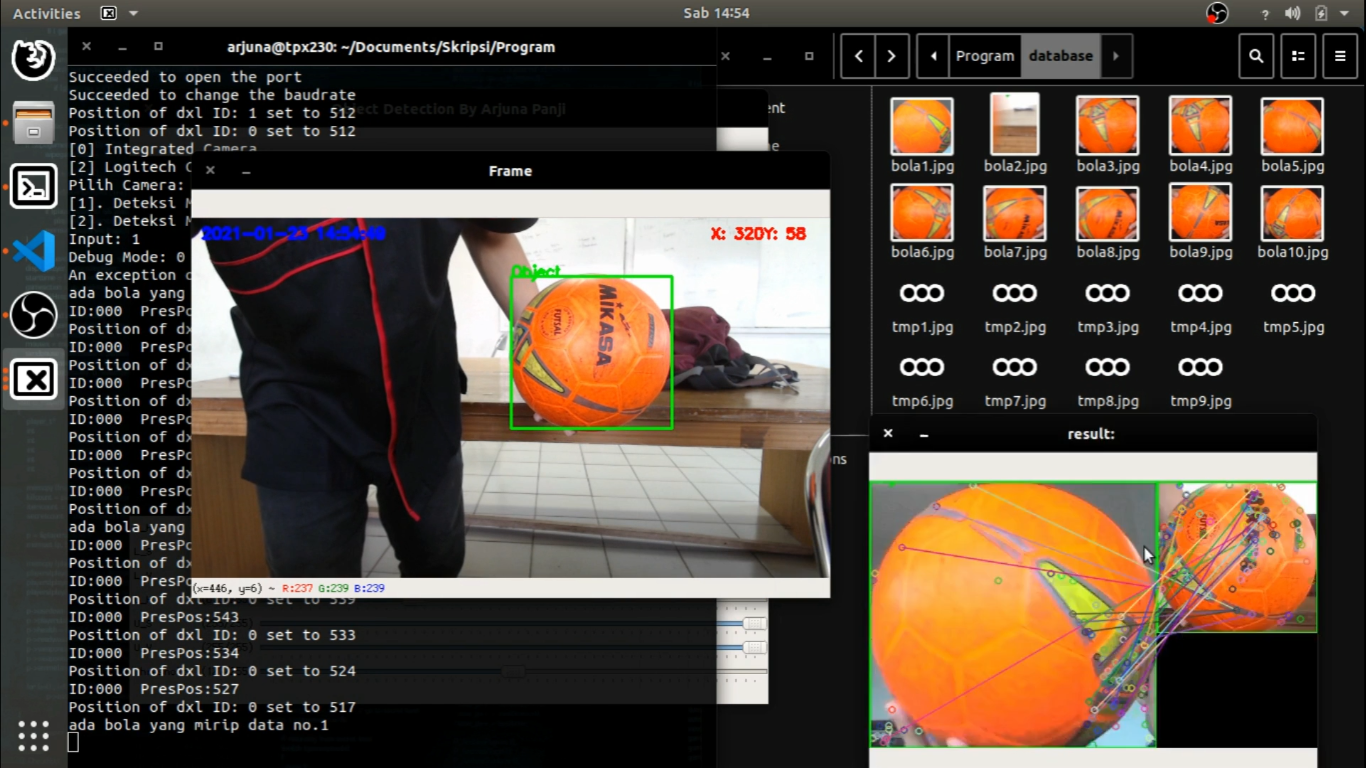 Activities
Sab 14:54
?
arjuna@tpx230: ~/Documents/Skripsi/Program
Succeeded to open the port
Succeeded to change the baudrate
Position of dxl ID: 1 set to 512
Position of dxl ID: 0 set to 512
[0] Integrated Camera
[2] Logitech C
Pilih Camera:
[1]. Deteksi M
[2]. Deteksi M
Input: 1
Debug Mode: 0
An exception o
ada bola yang
ID:000 PresPo
Position of dx
ID:000 PresPo
Position of dx
ID:000 PresPo
Position of dx
ID:000 PresPo
Position of dx
ID:000 PresPo
Position of dx
ID:000 PresPo
Position of dx
ada bola yang
ID:000 PresPo
Position of dx
ID:000 PresPo
Position of dxl ID: 0 set to 539
ID:000 PresPos:543
Position of dxl ID: 0 set to 533
ID:000 PresPos:534
Position of dxl ID: 0 set to 524
ID:000 PresPos:527
Position of dxl ID: 0 set to 517
ada bola yang mirip data no.1
Object Detection By Arjuna Panji
Frame
X: 320Y: 58
Object
MIKASA
FUTSAL
(x=446, y=6) ~ R:237 G:239 B:239
Program
database
ent
ne
ons
bola1.jpg
bola2.jpg
bola3.jpg
bola4.jpg
bola5.jpg
bola6.jpg
bola7.jpg
bola8.jpg
bola9.jpg
bola10.jpg
tmp1.jpg
tmp2.jpg
tmp3.jpg
tmp4.jpg
tmp5.jpg
tmp6.jpg
tmp7.jpg
tmp8.jpg
tmp9.jpg
result: